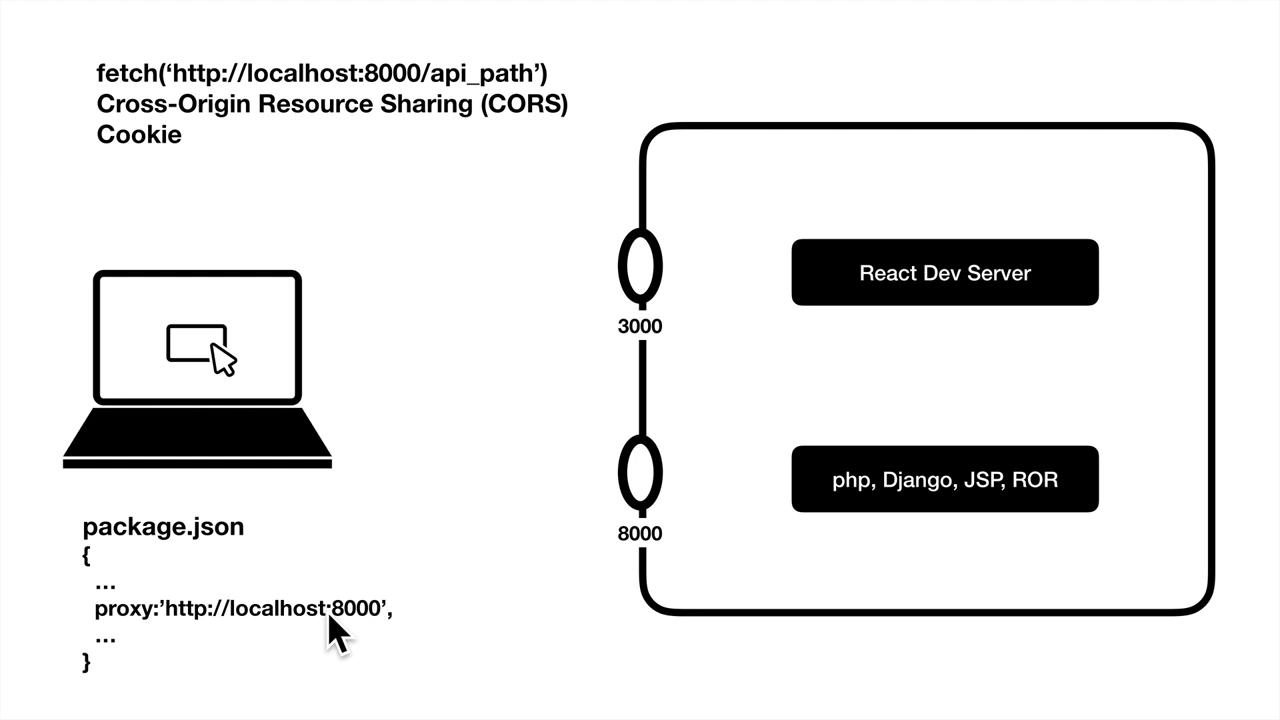 fetch(‘http://localhost:8000/api_path’)
Cross-Origin Resource Sharing (CORS)
Cookie
React Dev Server
3000
php, Django, JSP, ROR
8000
package.json
{
...
proxy:’http://localhost:8000’,
...
}